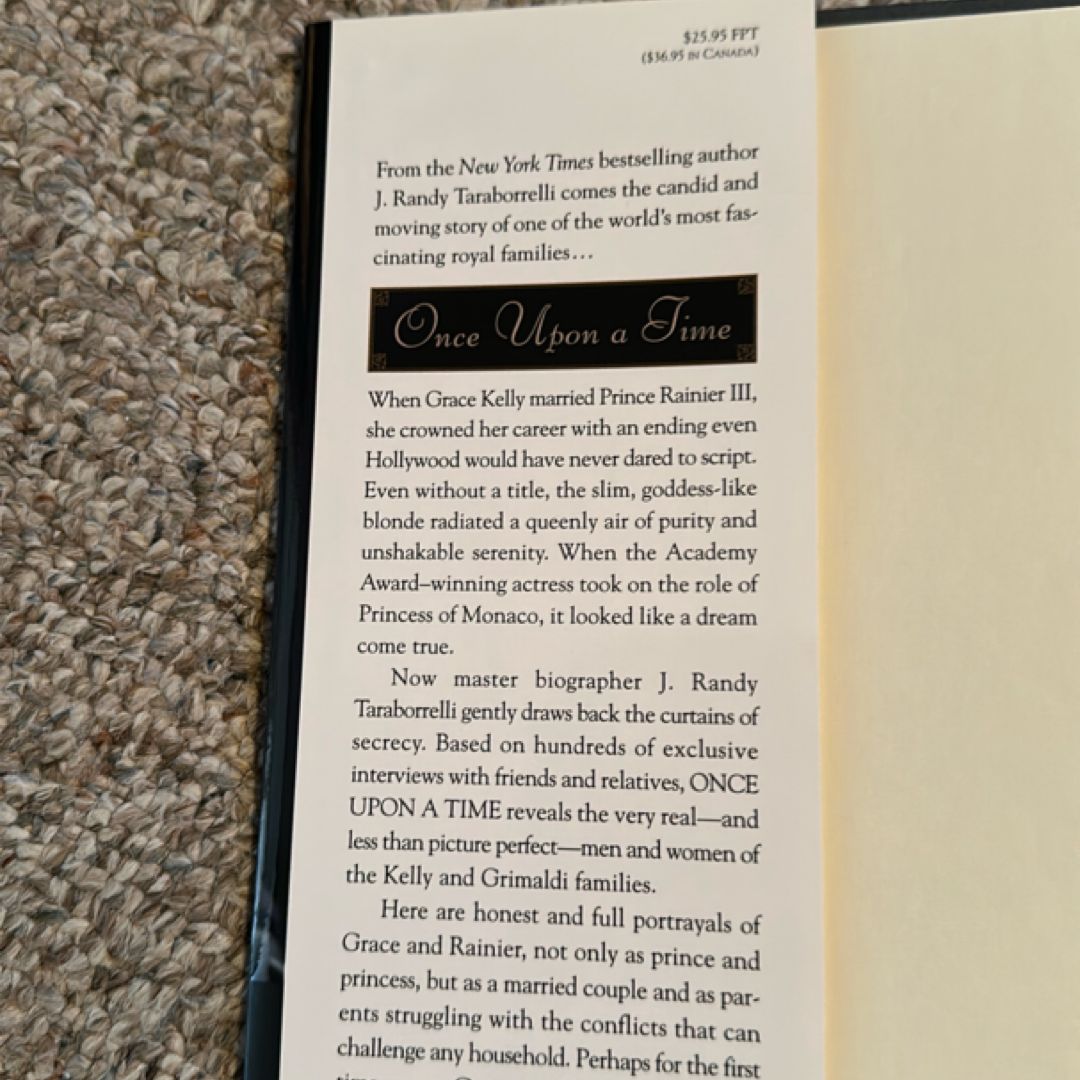 $25.95 FPT
($36.95 IN CANADA)
From the New York Times bestselling author
J. Randy Taraborrelli comes the candid and
moving story of one of the world's most fas-
cinating royal families...
Once Upon a Time
When Grace Kelly married Prince Rainier III,
she crowned her career with an ending even
Hollywood would have never dared to script.
Even without a title, the slim, goddess-like
blonde radiated a queenly air of purity and
unshakable serenity. When the Academy
Award–winning actress took on the role of
Princess of Monaco, it looked like a dream
come true.
Now master biographer J. Randy
Taraborrelli gently draws back the curtains of
secrecy. Based on hundreds of exclusive
interviews with friends and relatives, ONCE
UPON A TIME reveals the very real—and
less than picture perfect—men and women of
the Kelly and Grimaldi families.
Here are honest and full portrayals of
Grace and Rainier, not only as prince and
princess, but as a married couple and as par-
ents struggling with the conflicts that can
challenge any household. Perhaps for the first